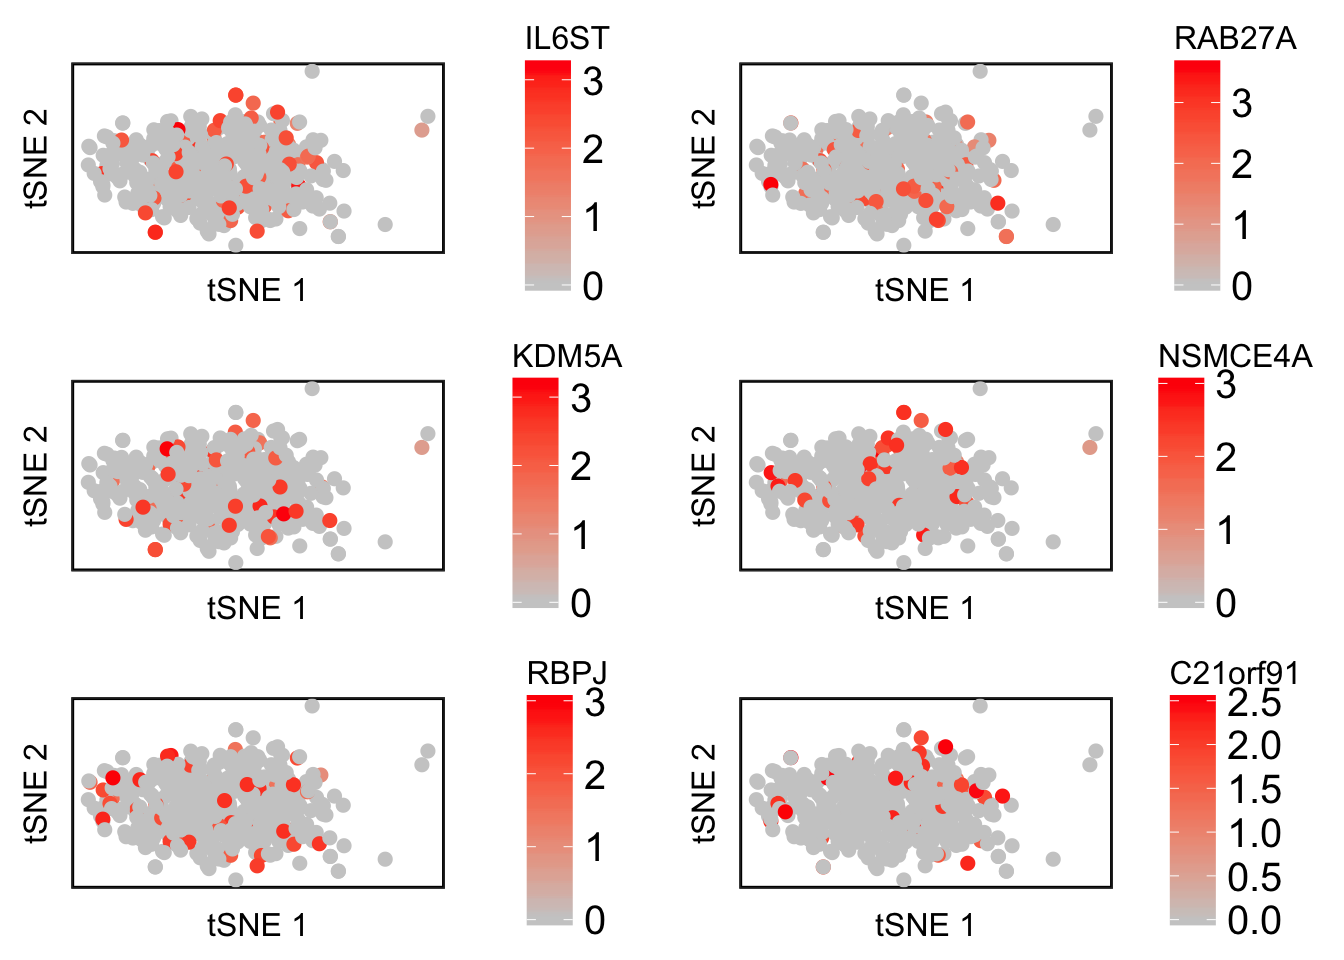 IL6ST
tSNE 2
3
2
1
0
tSNE 1
RAB27A
tSNE 2
3
2
1
0
tSNE 1
KDM5A
tSNE 2
3
2
1
0
tSNE 1
NSMCE4A
tSNE 2
3
2
1
0
tSNE 1
RBPJ
tSNE 2
3
2
1
0
tSNE 1
C21orf91
tSNE 2
2.5
2.0
1.5
1.0
0.5
0.0
tSNE 1